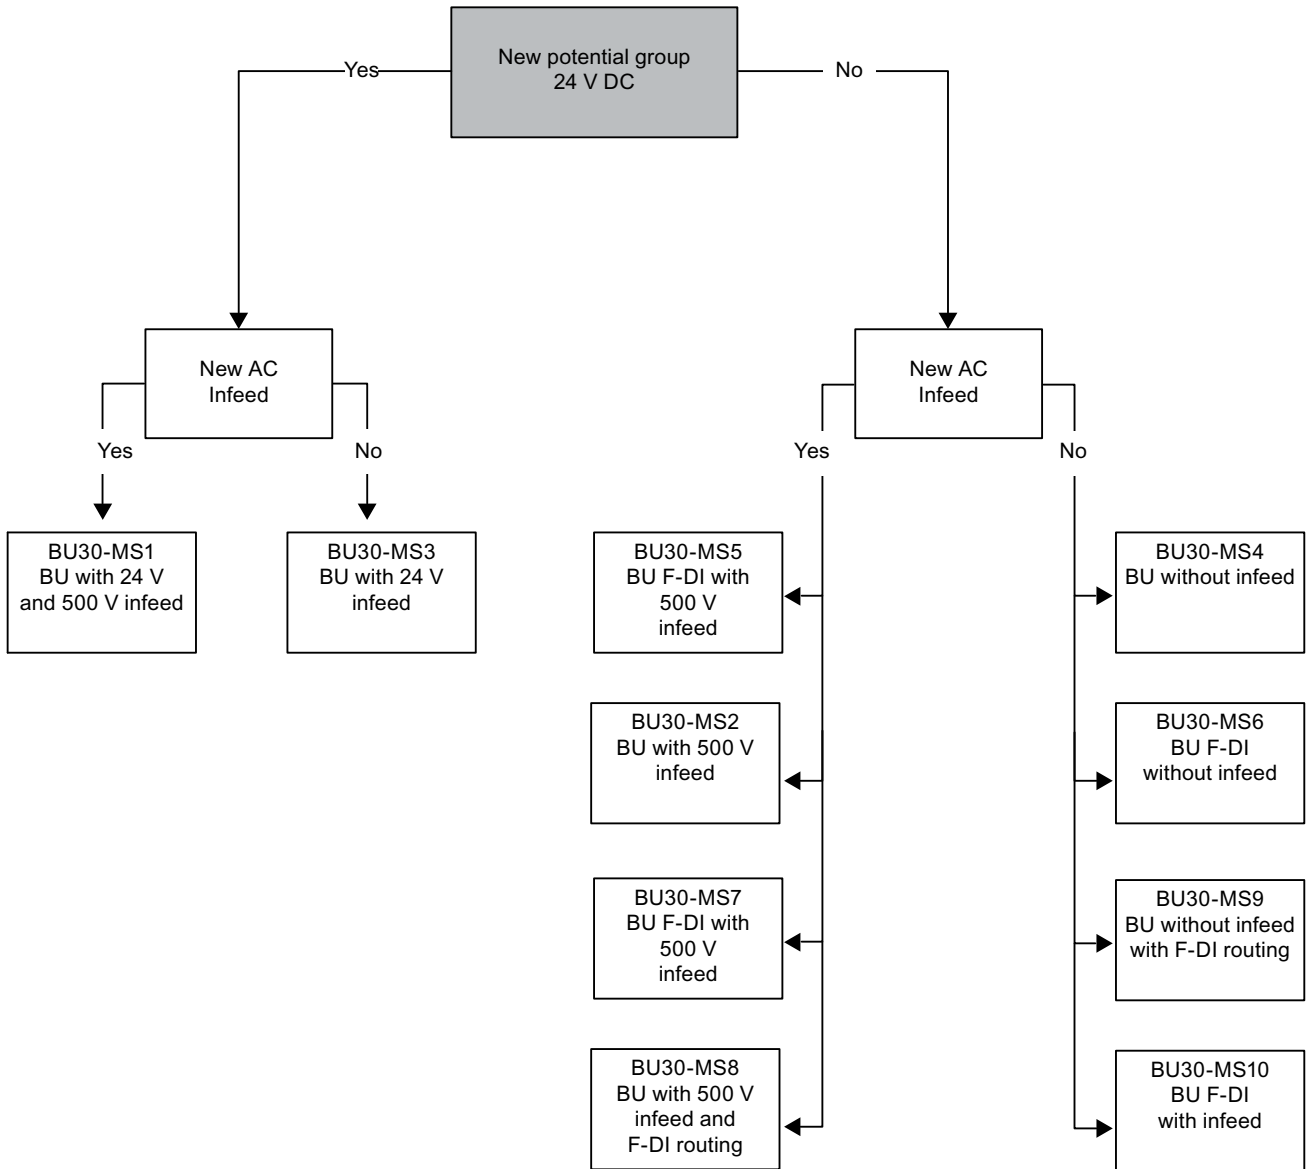 New potential group
24 V DC
Yes
No
New AC
Infeed
New AC
Infeed
Yes
No
Yes
No
BU30-MS1
BU with 24 V
and 500 V infeed
BU30-MS3
BU with 24 V
infeed
BU30-MS5
BU F-DI with
500 V
infeed
BU30-MS4
BU without infeed
BU30-MS2
BU with 500 V
infeed
BU30-MS6
BU F-DI
without infeed
BU30-MS7
BU F-DI with
500 V
infeed
BU30-MS9
BU without infeed
with F-DI routing
BU30-MS8
BU with 500 V
infeed and
F-DI routing
BU30-MS10
BU F-DI
with infeed